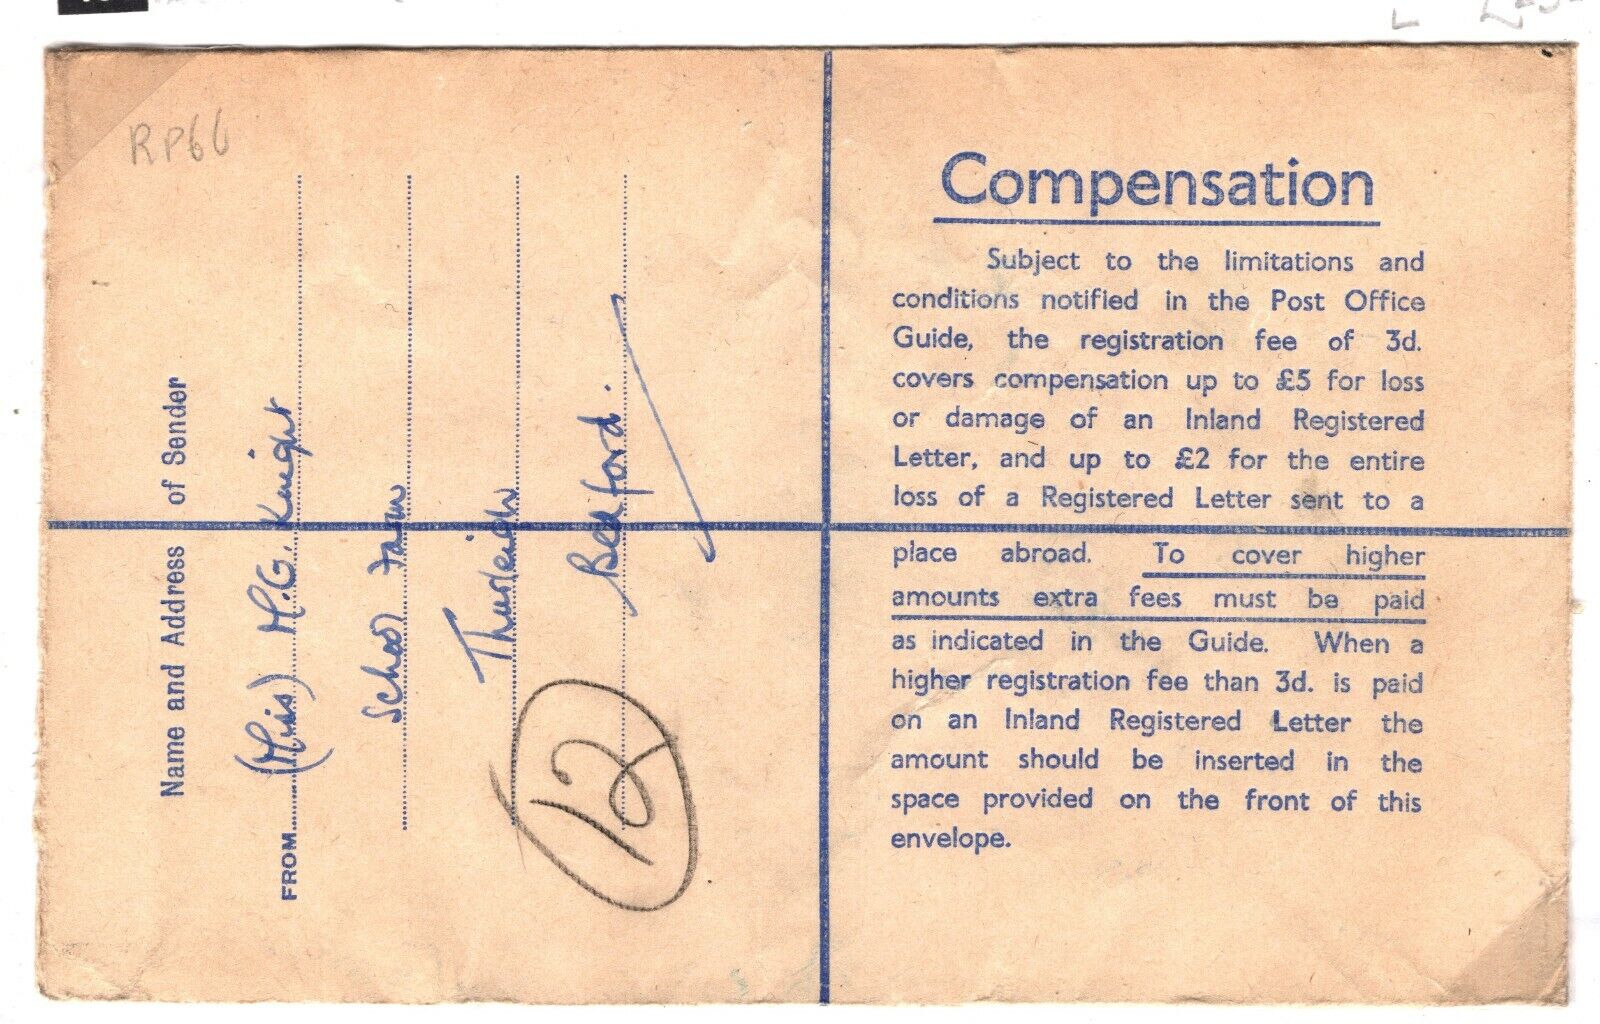 RP66
Name and Address of Sender
FROM (Miss) M.G. Knight
School Farm
Thurleigh
Bedford.
12
Compensation
Subject to the limitations and
conditions notified in the Post Office
Guide, the registration fee of 3d.
covers compensation up to £5 for loss
or damage of an Inland Registered
Letter, and up to £2 for the entire
loss of a Registered Letter sent to a
place abroad. To cover higher
amounts extra fees must be paid
as indicated in the Guide. When a
higher registration fee than 3d. is paid
on an Inland Registered Letter the
amount should be inserted in the
space provided on the front of this
envelope.